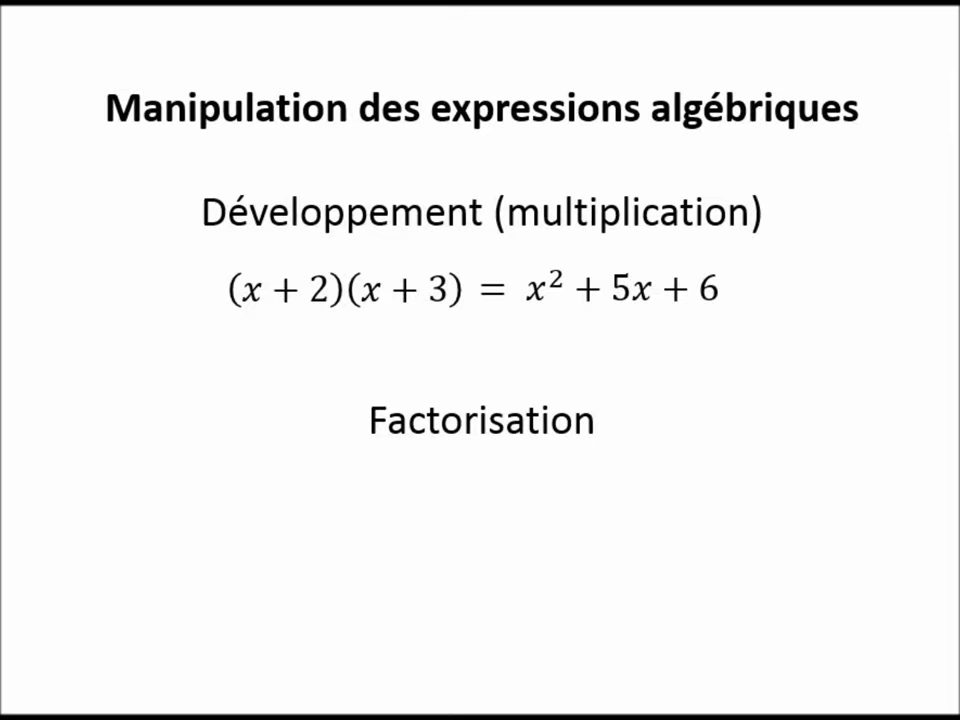 Manipulation des expressions algébriques
Développement (multiplication)
(x + 2)(x + 3) = x² + 5x + 6
Factorisation